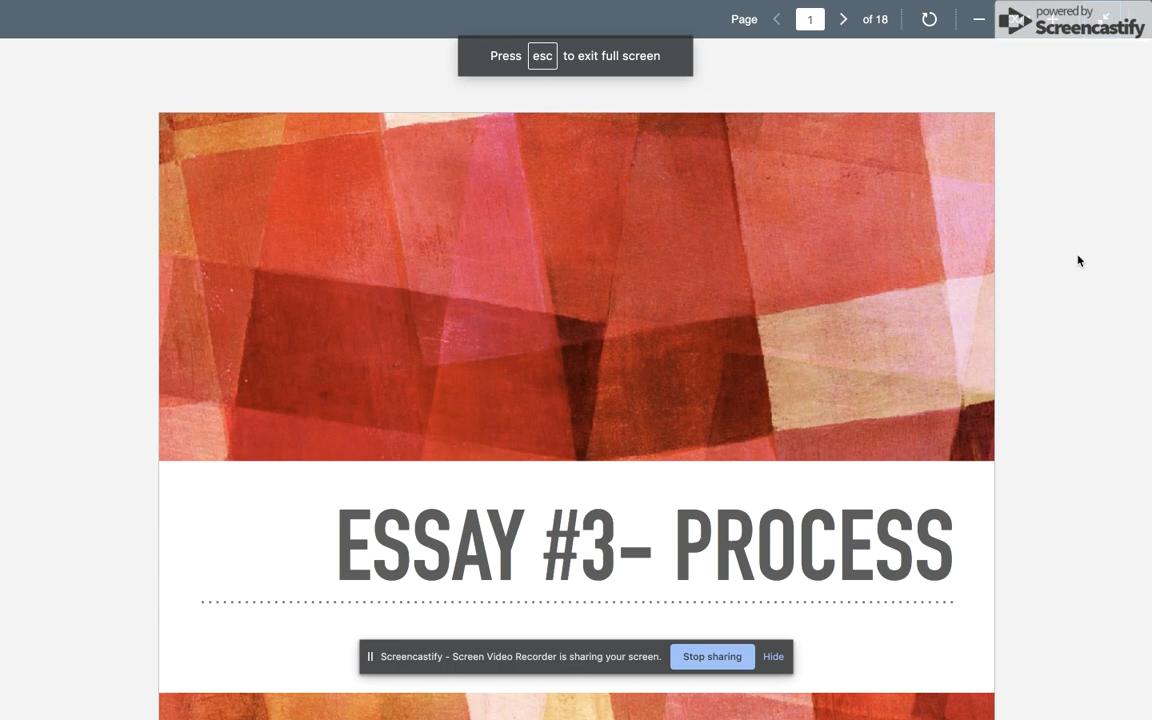 Page 1 of 18
powered by
Screencastify
Press esc to exit full screen
ESSAY #3- PROCESS
Screencastify - Screen Video Recorder is sharing your screen. Stop sharing Hide